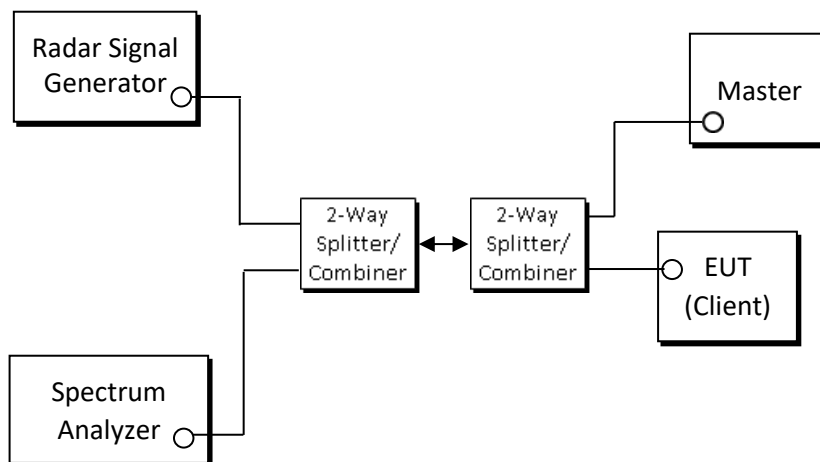 Radar Signal
Generator
Master
2-Way
Splitter/
Combiner
2-Way
Splitter/
Combiner
EUT
(Client)
Spectrum
Analyzer